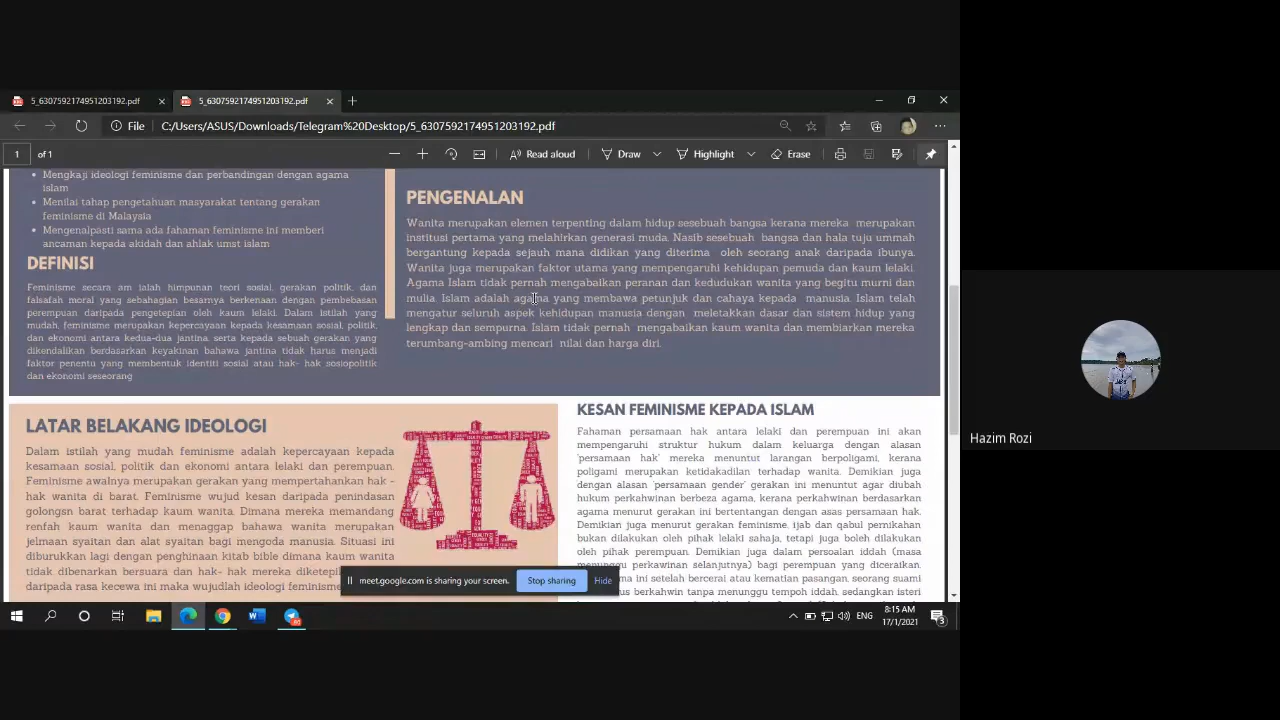 5_6307592174951203192.pdf
5_6307592174951203192.pdf
File
C:/Users/ASUS/Downloads/Telegram%20Desktop/5_6307592174951203192.pdf
1 of 1
Read aloud
Draw
Highlight
Erase
Mengkaji ideologi feminisme dan perbandingan dengan agama
islam
Menilai tahap pengetahuan masyarakat tentang gerakan
feminisme di Malaysia
Mengenalpasti sama ada fahaman feminisme ini memberi
ancaman kepada akidah dan ahlak umst islam
DEFINISI
Feminisme secara am ialah himpunan teori sosial, gerakan politik, dan
falsafah moral yang sebahagian besarnya berkenaan dengan pembebasan
perempuan daripada pengetepian oleh kaum lelaki. Dalam istilah yang
mudah, feminisme merupakan kepercayaan kepada kesamaan sosial, politik,
dan ekonomi antara kedua-dua jantina, serta kepada sebuah gerakan yang
dikendalikan berdasarkan keyakinan bahawa jantina tidak harus menjadi
faktor penentu yang membentuk identiti sosial atau hak- hak sosiopolitik
dan ekonomi seseorang
PENGENALAN
Wanita merupakan elemen terpenting dalam hidup sesebuah bangsa kerana mereka merupakan
institusi pertama yang melahirkan generasi muda. Nasib sesebuah bangsa dan hala tuju ummah
bergantung kepada sejauh mana didikan yang diterima oleh seorang anak daripada ibunya.
Wanita juga merupakan faktor utama yang mempengaruhi kehidupan pemuda dan kaum lelaki.
Agama Islam tidak pernah mengabaikan peranan dan kedudukan wanita yang begitu murni dan
mulia. Islam adalah agama yang membawa petunjuk dan cahaya kepada manusia. Islam telah
mengatur seluruh aspek kehidupan manusia dengan meletakkan dasar dan sistem hidup yang
lengkap dan sempurna. Islam tidak pernah mengabaikan kaum wanita dan membiarkan mereka
terumbang-ambing mencari nilai dan harga diri.
LATAR BELAKANG IDEOLOGI
Dalam istilah yang mudah feminisme adalah kepercayaan kepada
kesamaan sosial, politik dan ekonomi antara lelaki dan perempuan.
Feminisme awalnya merupakan gerakan yang mempertahankan hak -
hak wanita di barat. Feminisme wujud kesan daripada penindasan
golongsn barat terhadap kaum wanita. Dimana mereka memandang
renfah kaum wanita dan menaggap bahawa wanita merupakan
jelmaan syaitan dan alat syaitan bagi mengoda manusia. Situasi ini
diburukkan lagi dengan penghinaan kitab bible dimana kaum wanita
tidak dibenarkan bersuara dan hak- hak mereka diketepi
daripada rasa kecewa ini maka wujudlah ideologi feminisme
KESAN FEMINISME KEPADA ISLAM
Fahaman persamaan hak antara lelaki dan perempuan ini akan
mempengaruhi struktur hukum dalam keluarga dengan alasan
'persamaan hak' mereka menuntut larangan berpoligami, kerana
poligami merupakan ketidakadilan terhadap wanita. Demikian juga
dengan alasan 'persamaan gender' gerakan ini menuntut agar diubah
hukum perkahwinan berbeza agama, kerana perkahwinan berdasarkan
agama menurut gerakan ini bertentangan dengan asas persamaan hak.
Demikian juga menurut gerakan feminisme, ijab dan qabul pernikahan
bukan dilakukan oleh pihak lelaki sahaja, tetapi juga boleh dilakukan
oleh pihak perempuan. Demikian juga dalam persoalan iddah (masa
menunggu perkawinan selanjutnya) bagi perempuan yang diceraikan.
ma ini setelah bercerai atau kematian pasangan, seorang suami
us berkahwin tanpa menunggu tempoh iddah, sedangkan isteri
meet.google.com is sharing your screen.
Stop sharing
Hide
Hazim Rozi
ENG
8:15 AM
17/1/2021
3